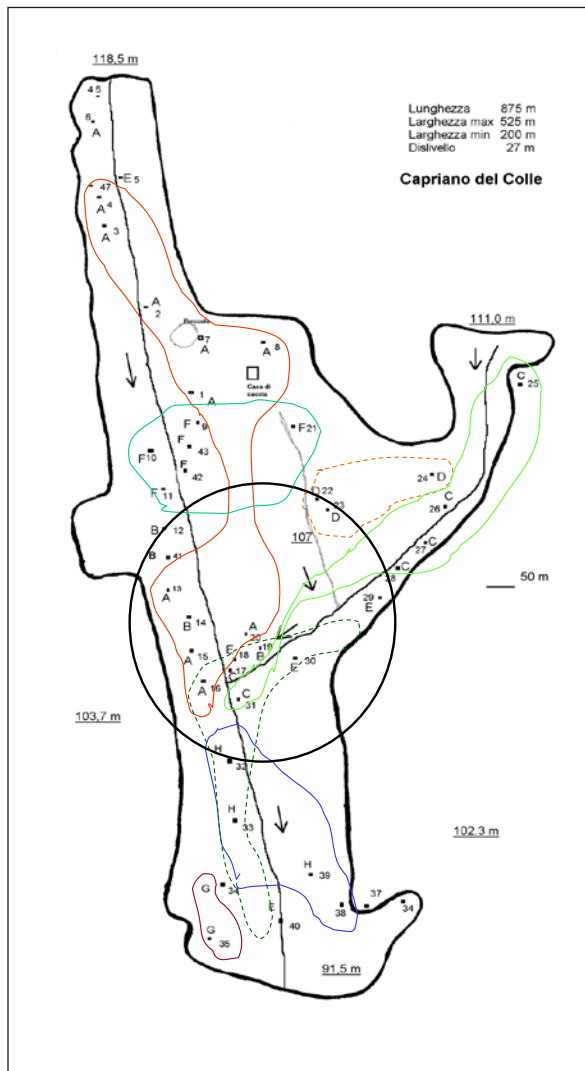 118,5 m
Lunghezza 875 m
Larghezza max 525 m
Larghezza min 200 m
Dislivello 27 m
Capriano del Colle
4 5
6
A
E 5
47
A 4
A 3
A
2
7
A
A 8
Casa di
caccia
111,0 m
C
25
1
A
F 9
F21
F 43
F10
F
42
F 11
24 D
D 22
23
D
C
26
B 12
107
B 41
27 C
28 C
50 m
A 13
29
E
B 14
A
20
E
18
19
B
A 15
E 30
17
C
A 16
C
31
103,7 m
H
32
H
33
102.3 m
H
39
G 34
E
38
37
34
40
G
35
91,5 m